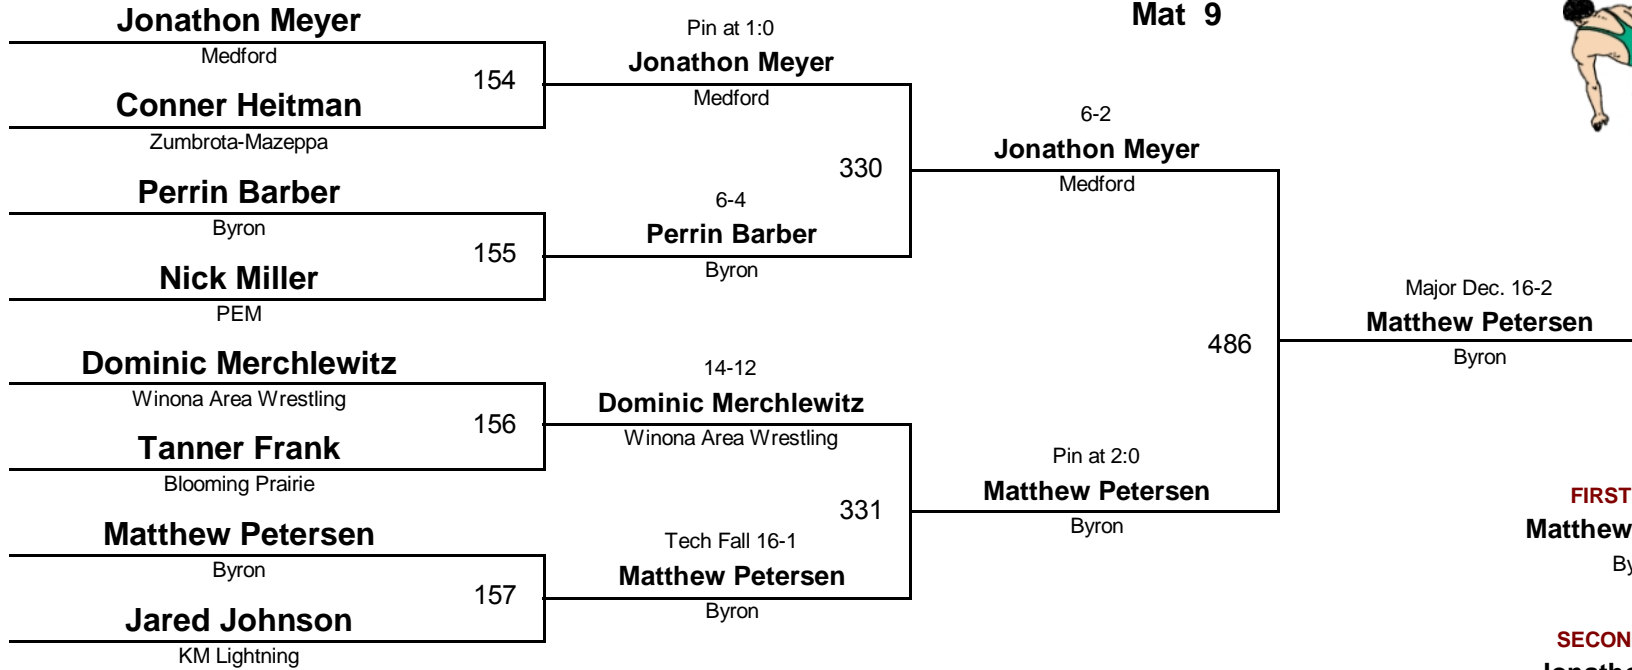 Mat 9
Jonathon Meyer
Medford
154
Conner Heitman
Zumbrota-Mazeppa
Perrin Barber
Byron
155
Nick Miller
PEM
Dominic Merchlewitz
Winona Area Wrestling
156
Tanner Frank
Blooming Prairie
Matthew Petersen
Byron
157
Jared Johnson
KM Lightning
Pin at 1:0
Jonathon Meyer
Medford
330
6-4
Perrin Barber
Byron
14-12
Dominic Merchlewitz
Winona Area Wrestling
331
Tech Fall 16-1
Matthew Petersen
Byron
6-2
Jonathon Meyer
Medford
486
Pin at 2:0
Matthew Petersen
Byron
Major Dec. 16-2
Matthew Petersen
Byron
FIRST
Matthew